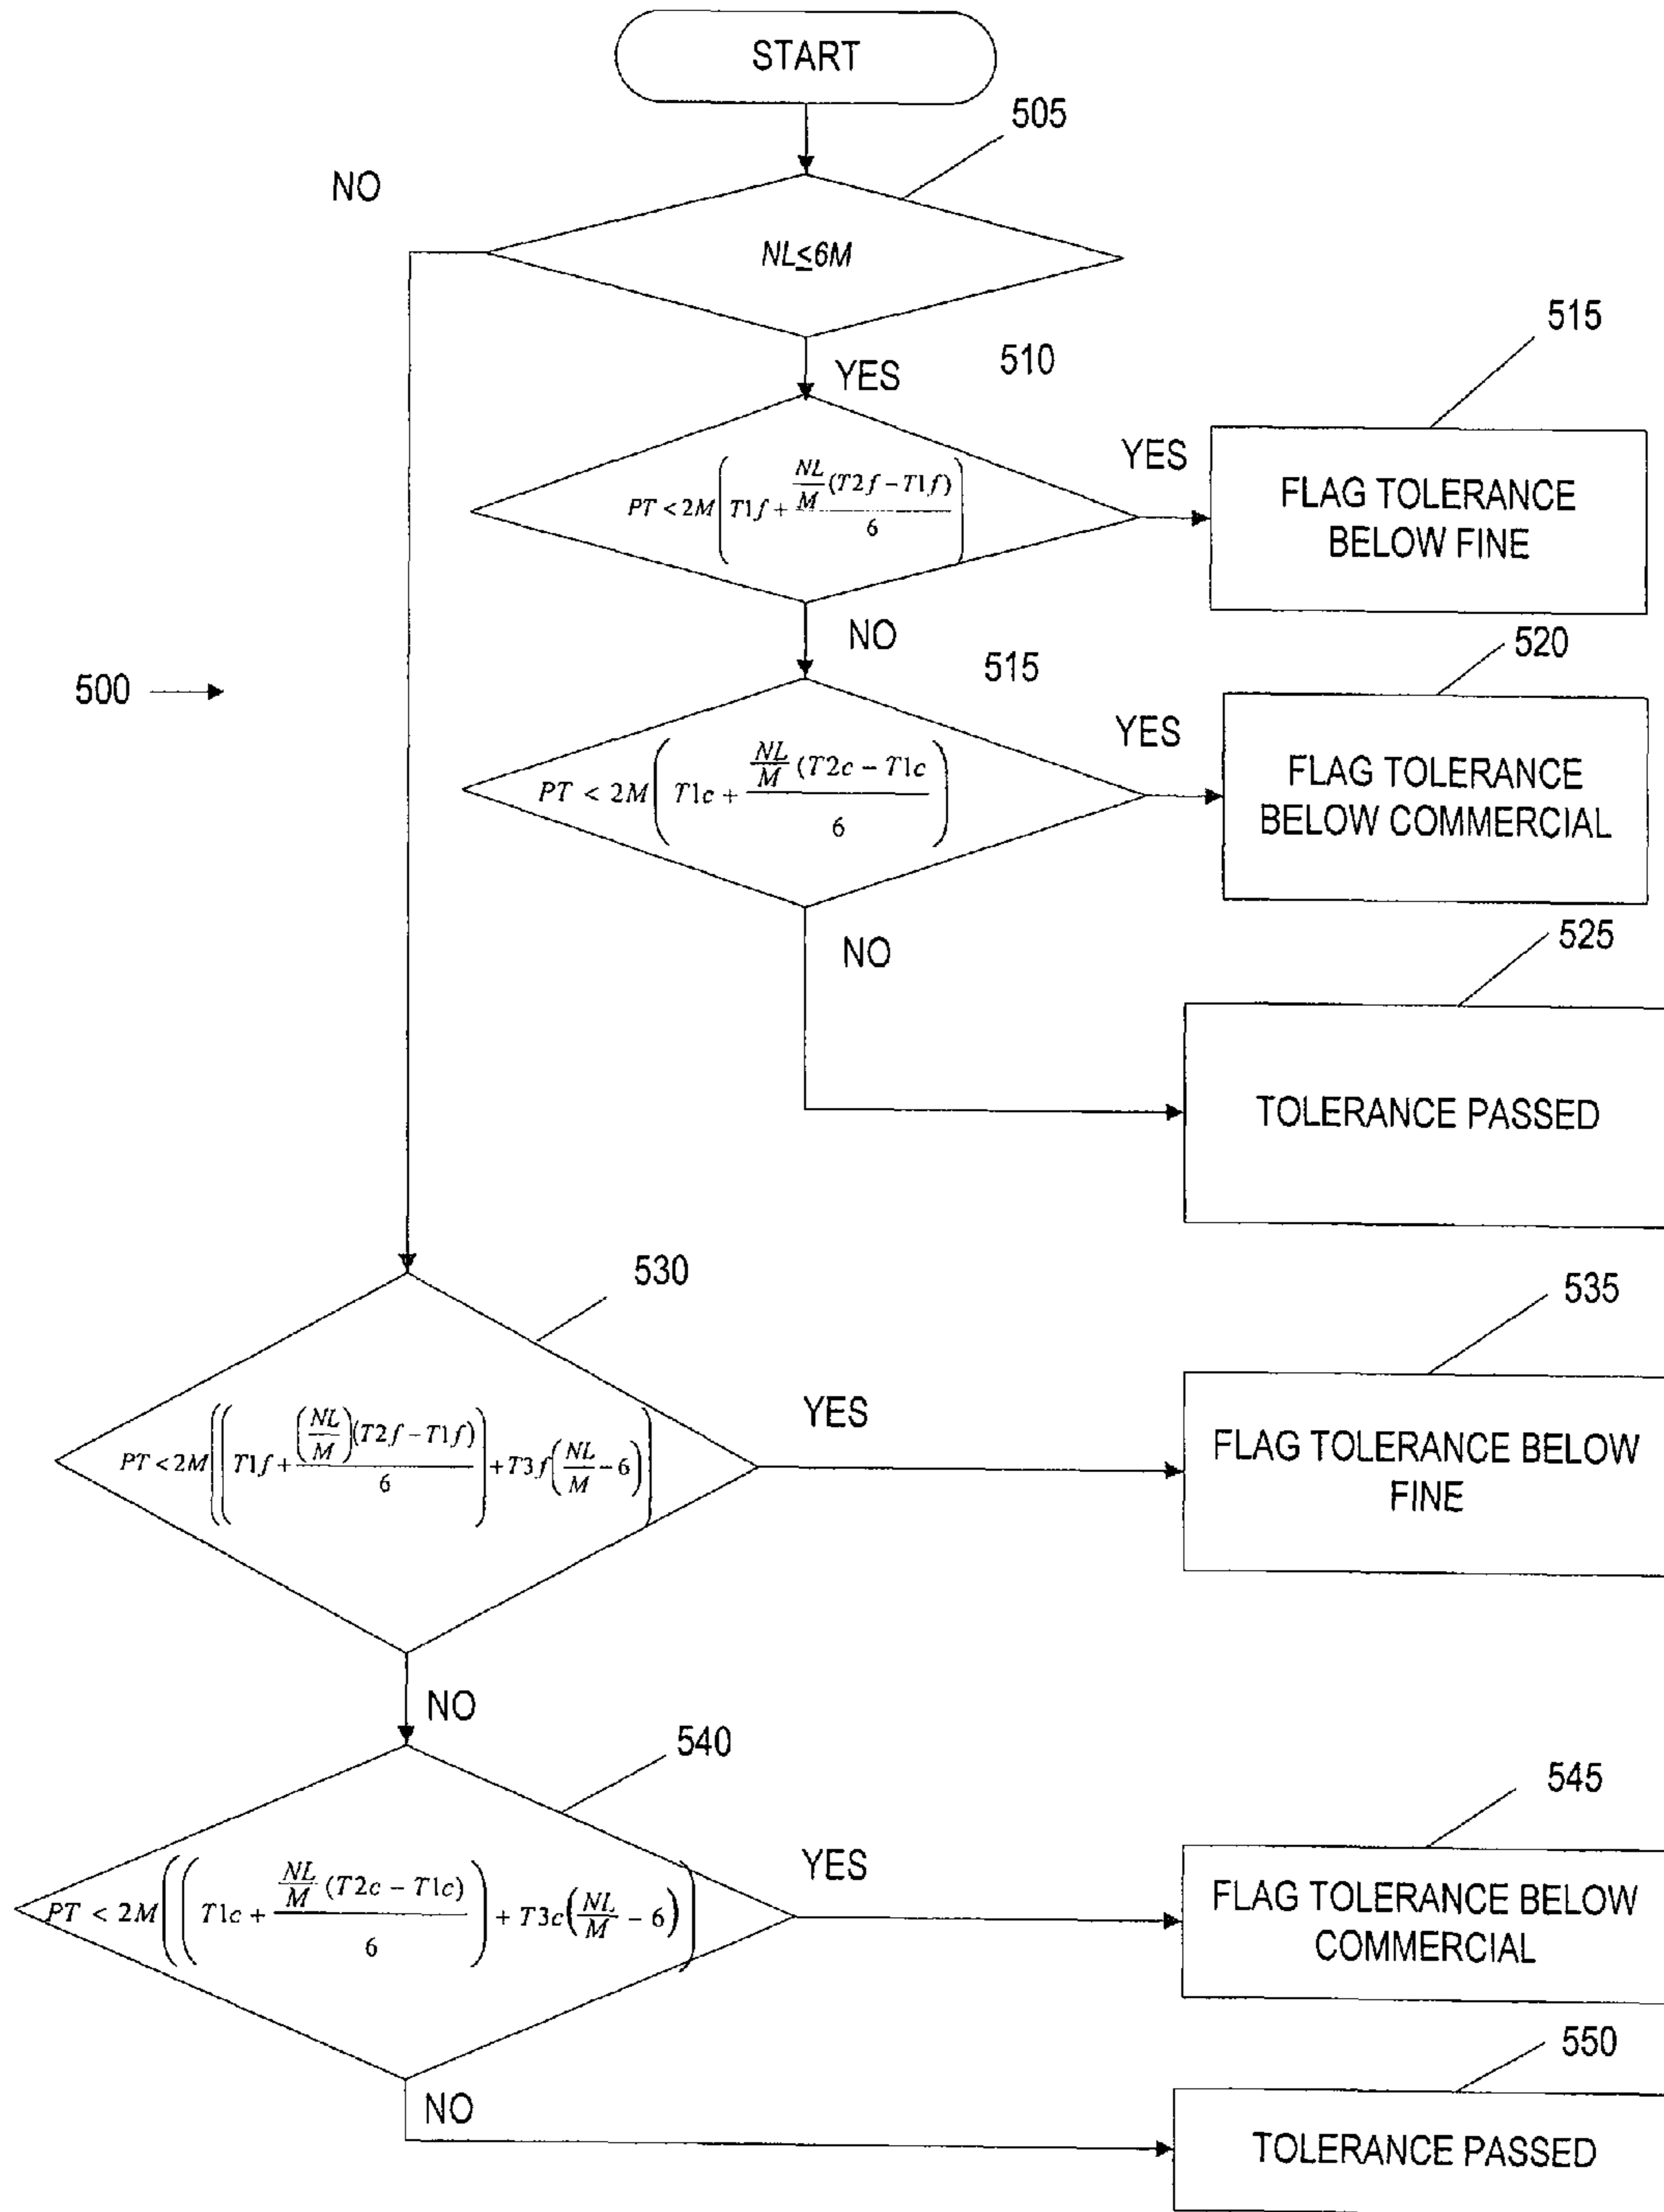 START
505
NO
NL≤6M
YES
510
515
PT < 2M(T1f + NL/M (T2f − T1f) / 6)
YES
FLAG TOLERANCE
BELOW FINE
NO
515
520
500
PT < 2M(T1c + NL/M (T2c − T1c / 6)
YES
FLAG TOLERANCE
BELOW COMMERCIAL
NO
525
TOLERANCE PASSED
530
535
PT < 2M((T1f + (NL/M)(T2f − T1f) / 6) + T3f(NL/M − 6))
YES
FLAG TOLERANCE BELOW
FINE
NO
540
545
PT < 2M((T1c + NL/M (T2c − T1c) / 6) + T3c(NL/M − 6))
YES
FLAG TOLERANCE BELOW
COMMERCIAL
NO
550
TOLERANCE PASSED